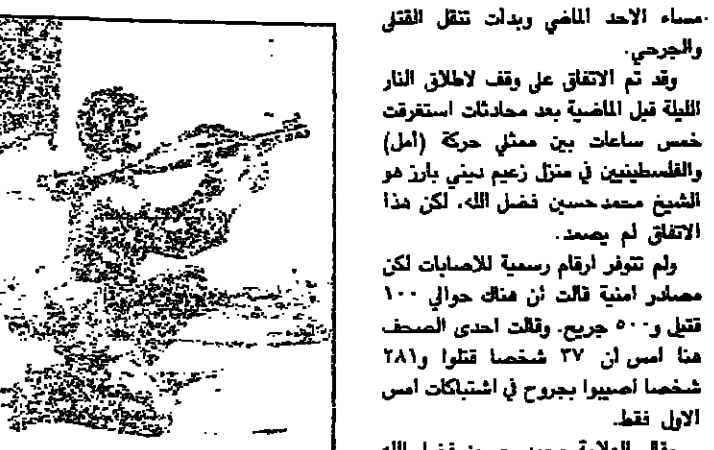 مساء الاحد الماضي وبدات تنقل القتلى
والجرحي.
وقد تم الاتفاق على وقف لاطلاق النار
الليلة قبل الماضية بعد محادثات استغرقت
خمس ساعات بين ممثلي حركة (أمل)
والفلسطينيين في منزل زعيم ديني بارز هو
الشيخ محمد حسين فضل الله. لكن هذا
الاتفاق لم يصمد.
ولم تتوفر ارقام رسمية للاصابات لكن
مصادر امنية قالت ان هناك حوالي ١٠٠
قتيل و٥٠٠ جريح. وقالت احدى الصحف
هنا امس ان ٣٧ شخصا قتلوا و٢٨١
شخصا اصيبوا بجروح في اشتباكات امس
الاول فقط.